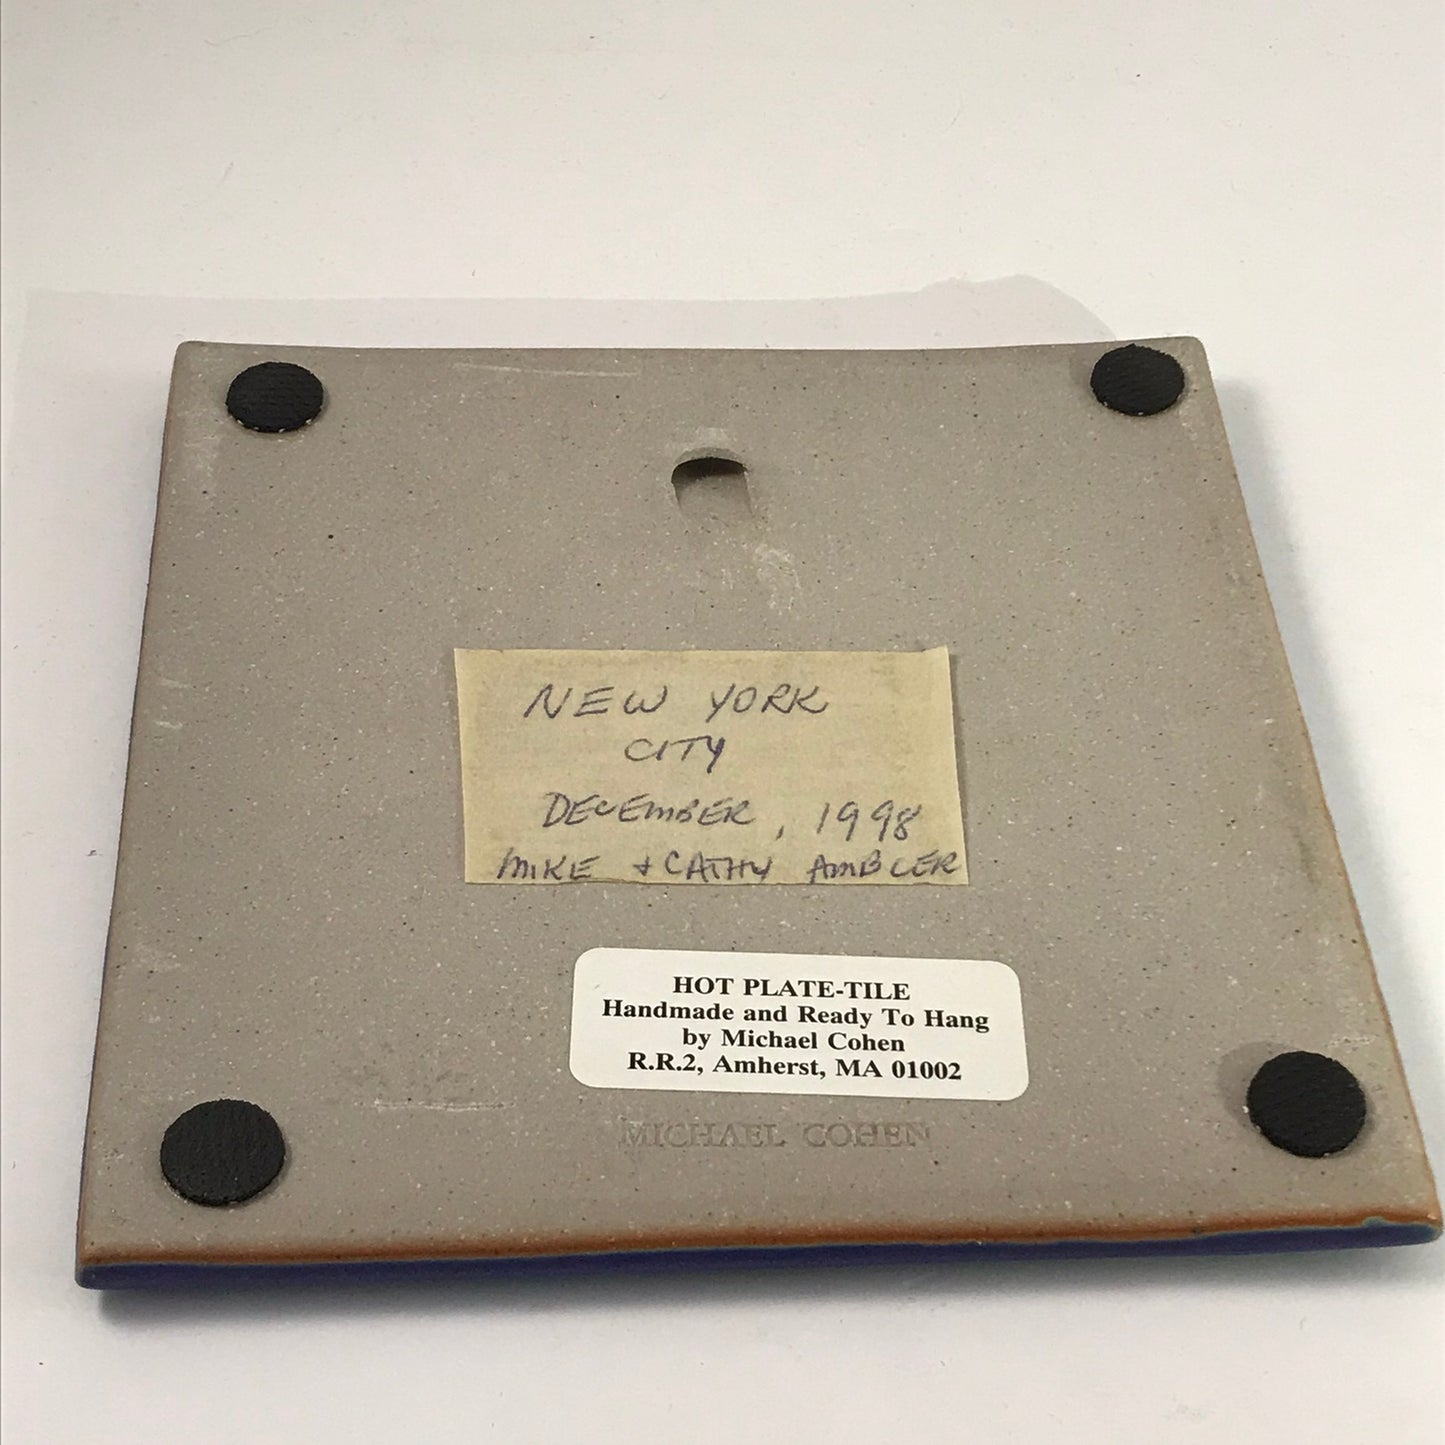 NEW YORK
CITY
DECEMBER, 1998
MIKE + CATHY AMBLER
HOT PLATE-TILE
Handmade and Ready To Hang
by Michael Cohen
R.R.2, Amherst, MA 01002
MICHAEL COHEN